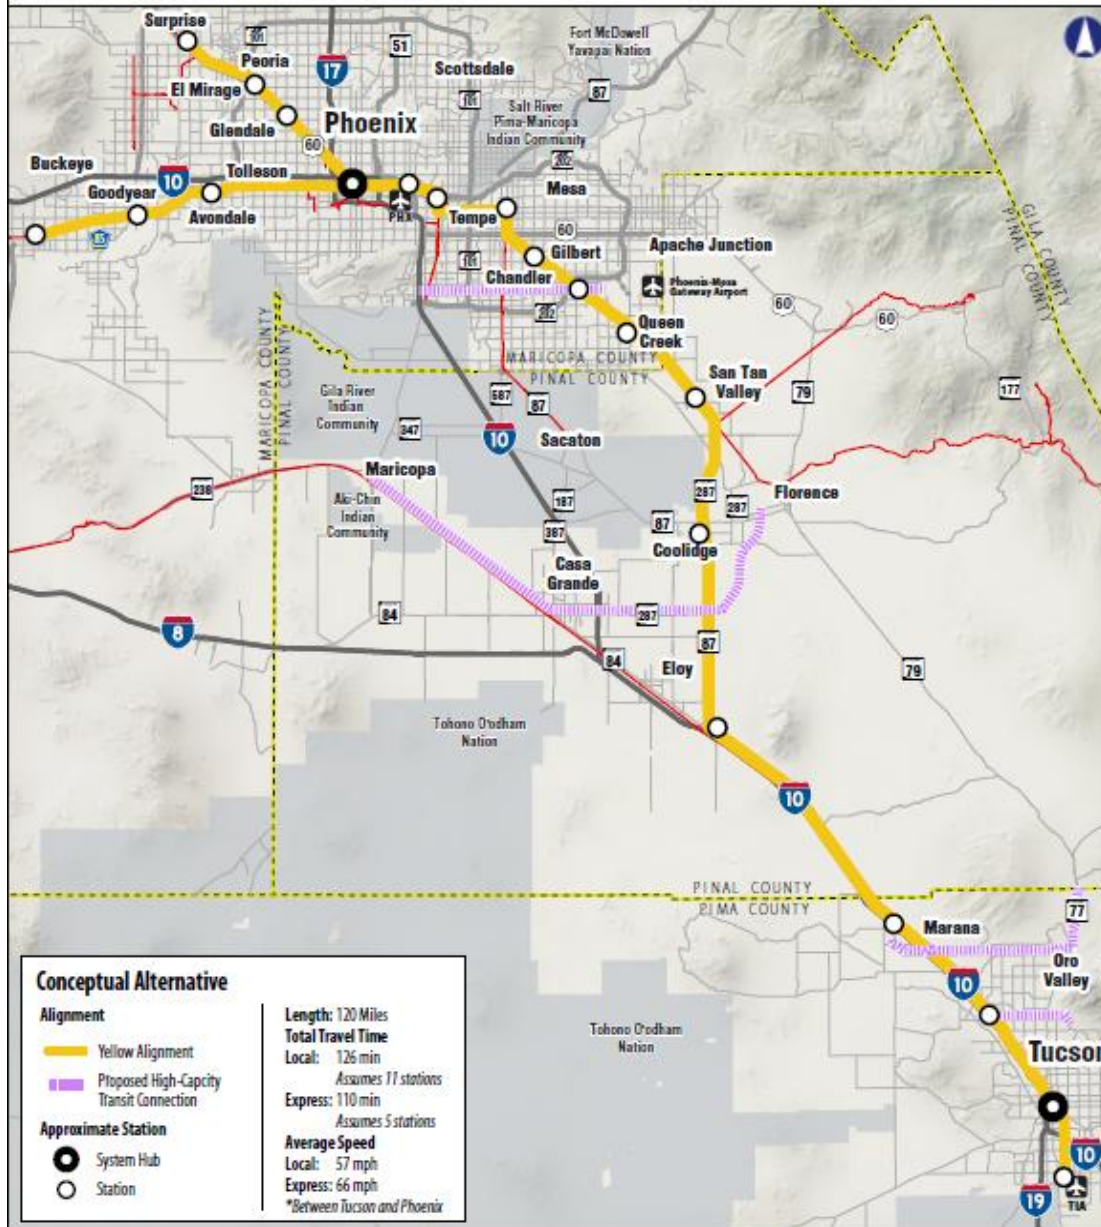 Surprise
101
Peoria
17
51
Fort McDowell
Yavapai Nation
El Mirage
Scottsdale
101
87
Glendale
Phoenix
Salt River
Pima-Maricopa
Indian Community
60
Buckeye
10
Tolleson
202
Goodyear
Mesa
Avondale
PHX
Tempe
85
60
Gilbert
Apache Junction
101
Chandler
Phoenix-Mesa
Gateway Airport
GILA COUNTY
PINAL COUNTY
202
60
60
Queen
Creek
MARICOPA COUNTY
PINAL COUNTY
MARICOPA COUNTY
PINAL COUNTY
San Tan
Valley
Gila River
Indian
Community
587
87
79
177
347
10
Sacaton
Maricopa
238
287
Florence
Ak-Chin
Indian
Community
187
287
387
87
Coolidge
Casa
Grande
84
287
8
87
84
Eloy
79
Tohono O'odham
Nation
10
PINAL COUNTY
PIMA COUNTY
77
Marana
Oro
Valley
10
Tohono O'odham
Nation
Tucson
10
19
TIA
Conceptual Alternative
Alignment
Yellow Alignment
Proposed High-Capcity
Transit Connection
Approximate Station
System Hub
Station
Length: 120 Miles
Total Travel Time
Local: 126 min
Assumes 11 stations
Express: 110 min
Assumes 5 stations
Average Speed
Local: 57 mph
Express: 66 mph
*Between Tucson and Phoenix